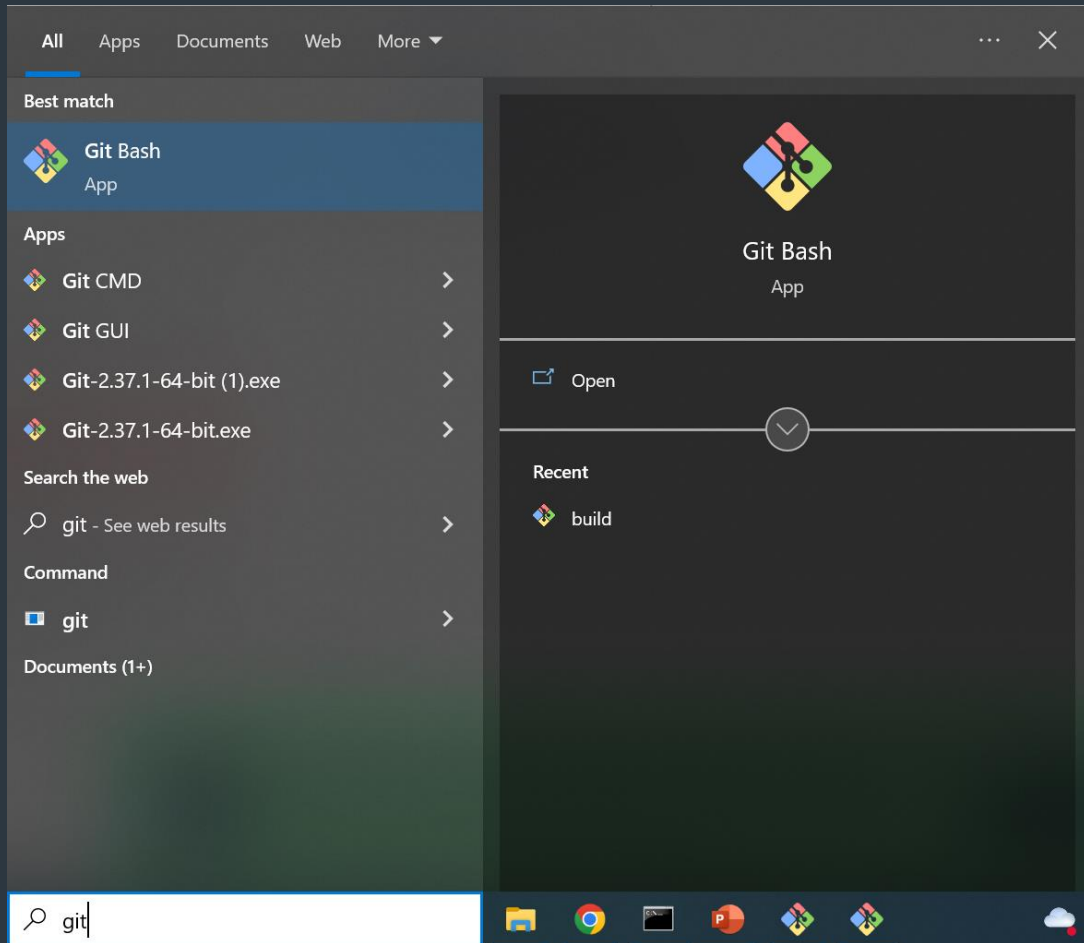 All Apps Documents Web More
Best match
Git Bash
App
Apps
Git CMD
Git GUI
Git-2.37.1-64-bit (1).exe
Git-2.37.1-64-bit.exe
Search the web
git - See web results
Command
git
Documents (1+)
git
Git Bash
App
Open
Recent
build